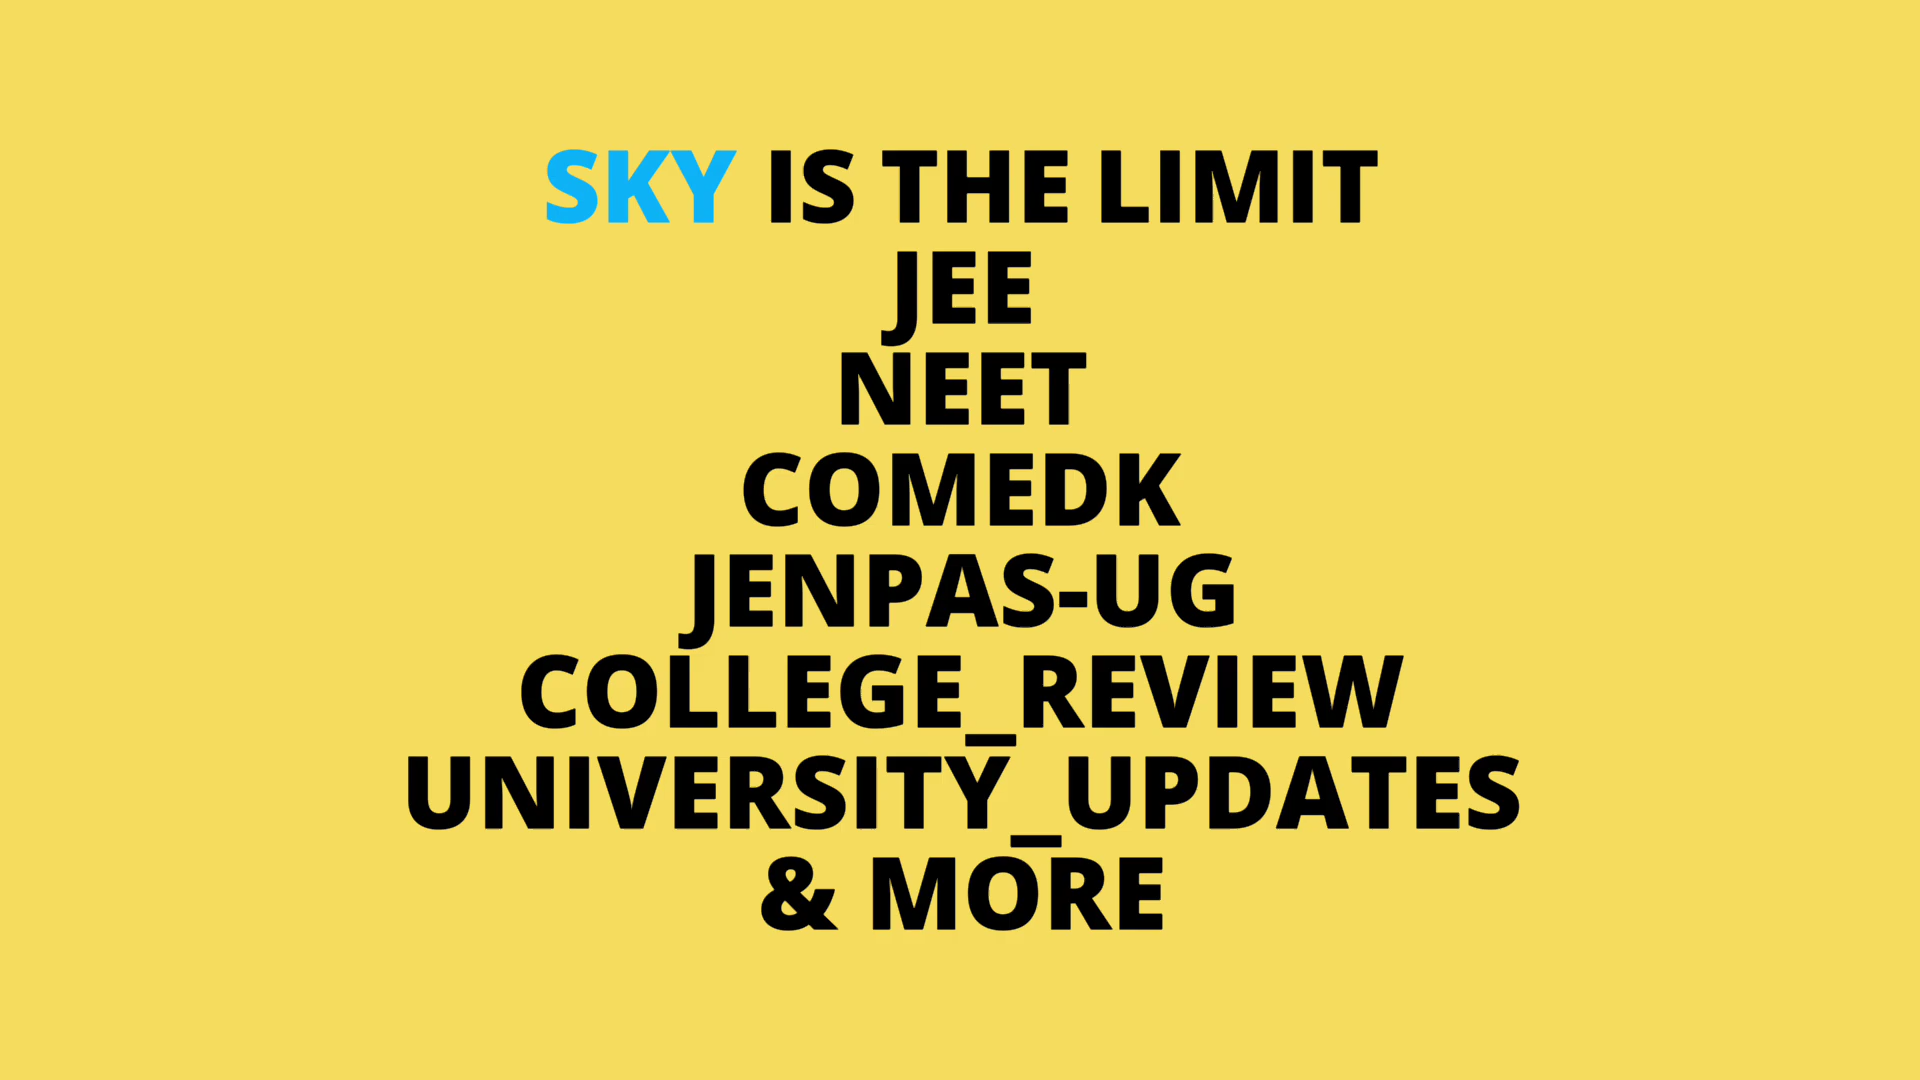 SKY IS THE LIMIT
JEE
NEET
COMEDK
JENPAS-UG
COLLEGE_REVIEW
UNIVERSITY_UPDATES
& MORE